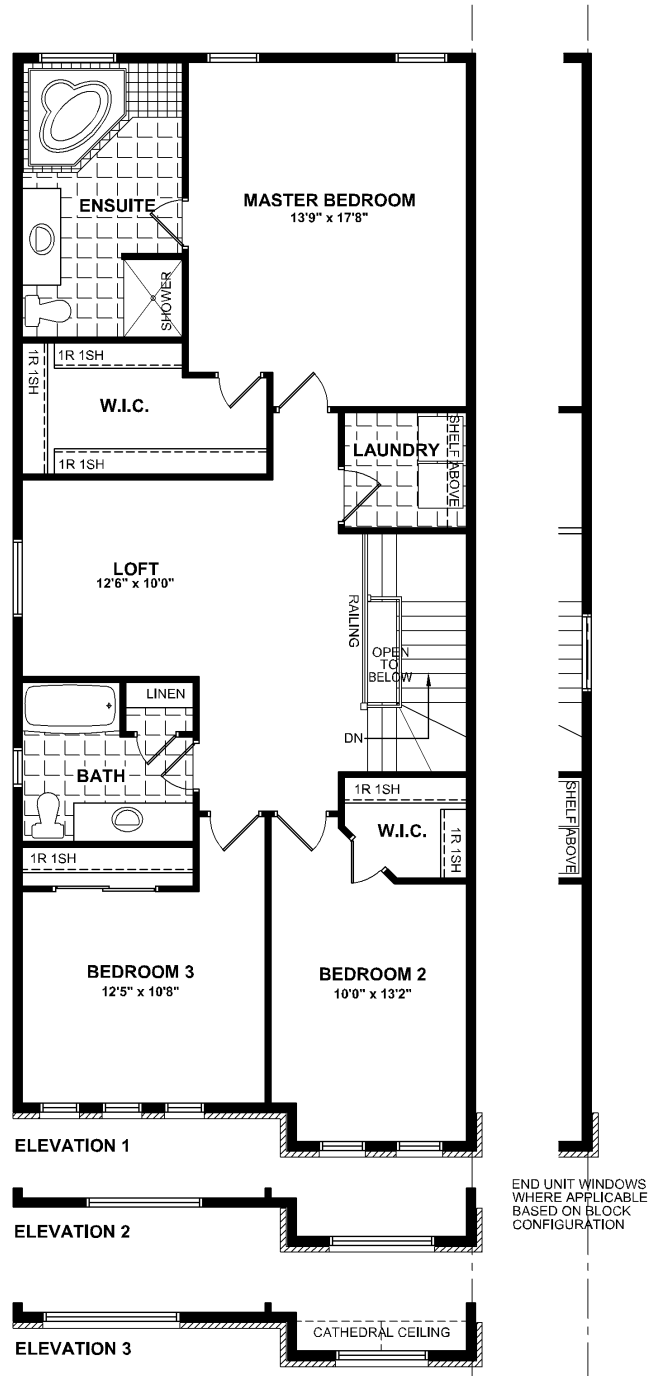 ENSUITE
MASTER BEDROOM
13'9" x 17'8"
SHOWER
1R 1SH
1R 1SH
W.I.C.
1R 1SH
LAUNDRY
SHELF ABOVE
LOFT
12'6" x 10'0"
RAILING
OPEN
TO
BELOW
LINEN
DN
BATH
1R 1SH
W.I.C.
1R 1SH
SHELF ABOVE
1R 1SH
BEDROOM 3
12'5" x 10'8"
BEDROOM 2
10'0" x 13'2"
ELEVATION 1
END UNIT WINDOWS
WHERE APPLICABLE
BASED ON BLOCK
CONFIGURATION
ELEVATION 2
CATHEDRAL CEILING
ELEVATION 3